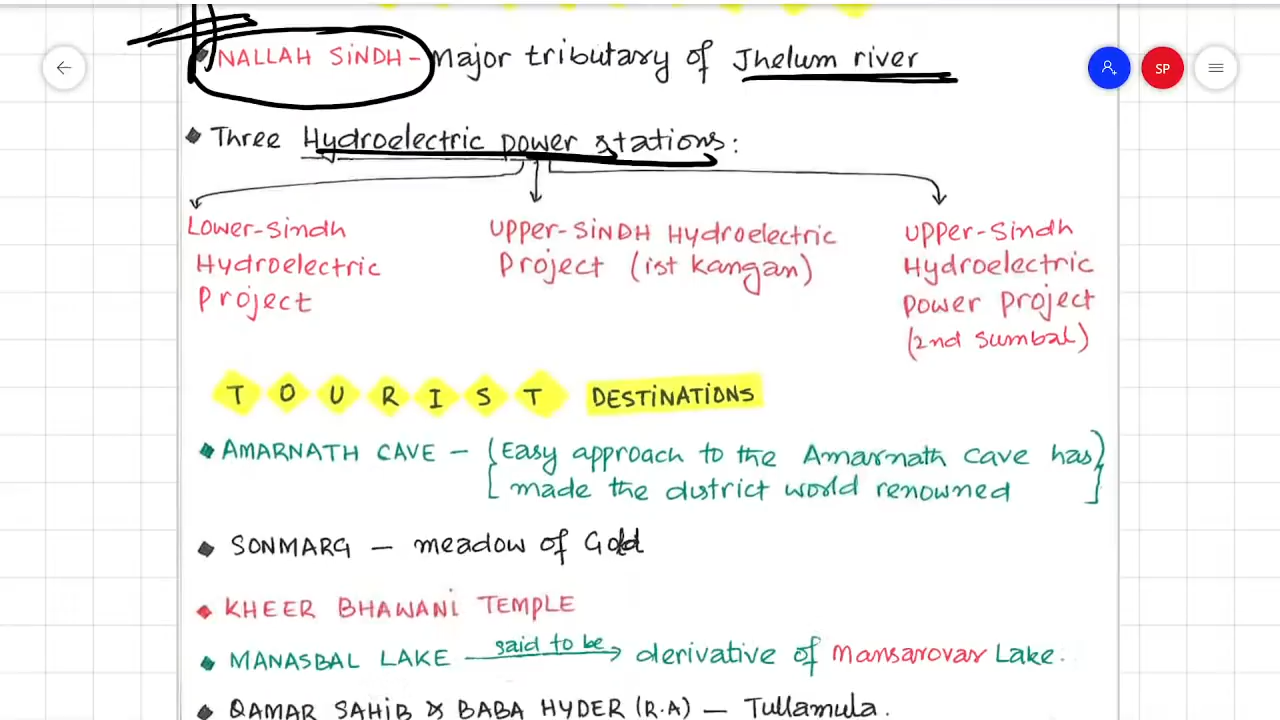 NALLAH SINDH - Major tributary of Jhelum river
SP
Three Hydroelectric power stations:
Lower-Sindh
Hydroelectric
Project
UPPER-SINDH Hydroelectric
Project (ist kangan)
Upper-Sindh
Hydroelectric
Power Project
(2nd Sumbal)
TOURIST DESTINATIONS
AMARNATH CAVE - {Easy approach to the Amarnath cave has
made the district world renowned}
SONMARG - meadow of Gold
KHEER BHAWANI TEMPLE
MANASBAL LAKE said to be derivative of Mansarovar Lake.
QAMAR SAHIB & BABA HYDER (R.A) - Tullamula.